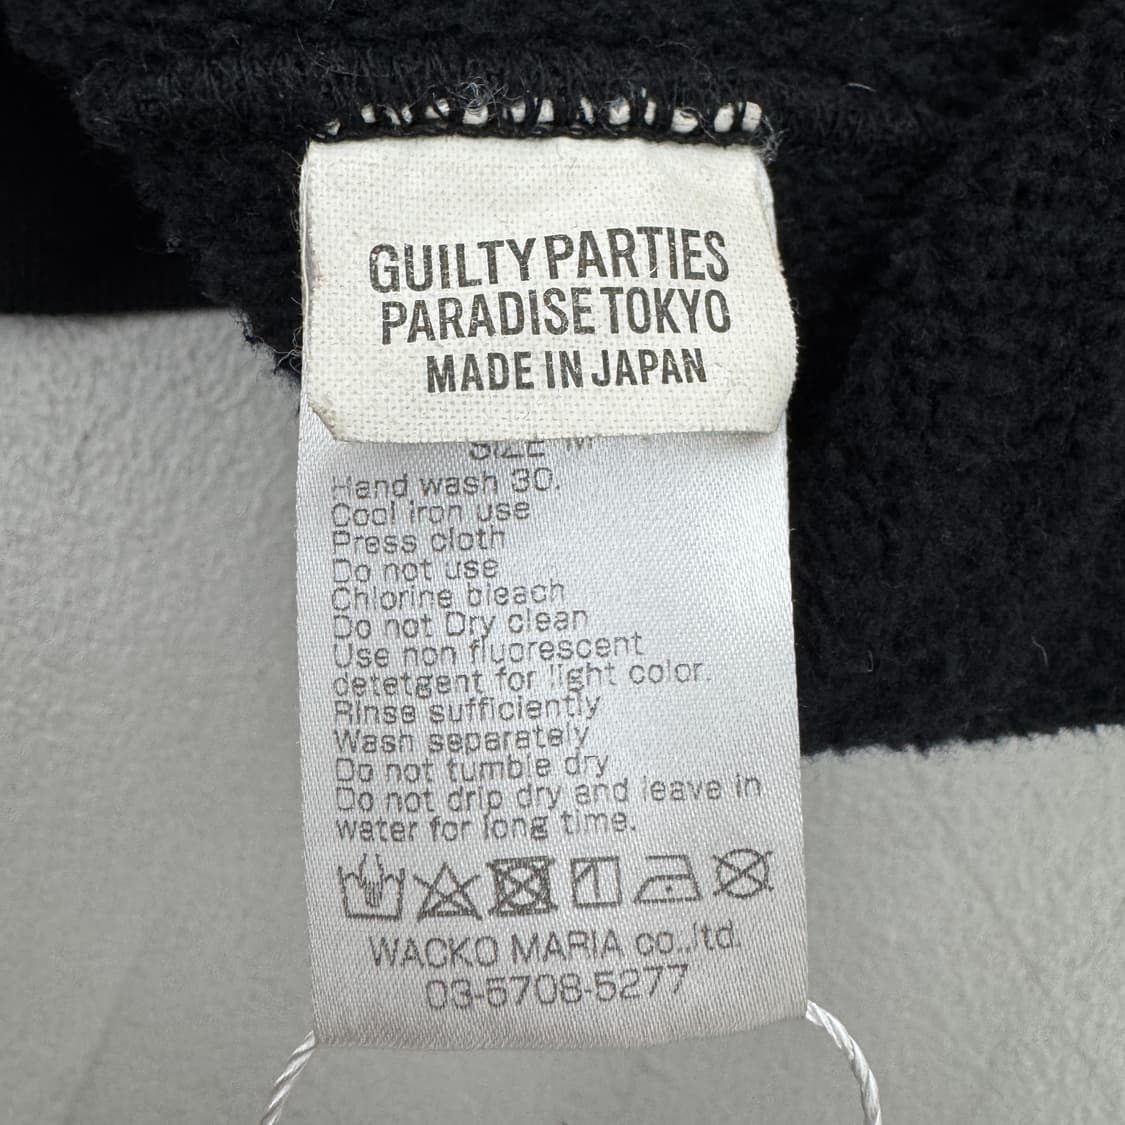 GUILTY PARTIES
PARADISE TOKYO
MADE IN JAPAN
SIZE M
Hand wash 30.
Cool iron use
Press cloth
Do not use
Chlorine bleach
Do not Dry clean
Use non fluorescent
detetgent for light color.
Rinse sufficiently
Wash separately
Do not tumble dry
Do not drip dry and leave in
water for long time.
WACKO MARIA co.,ltd.
03-5708-5277